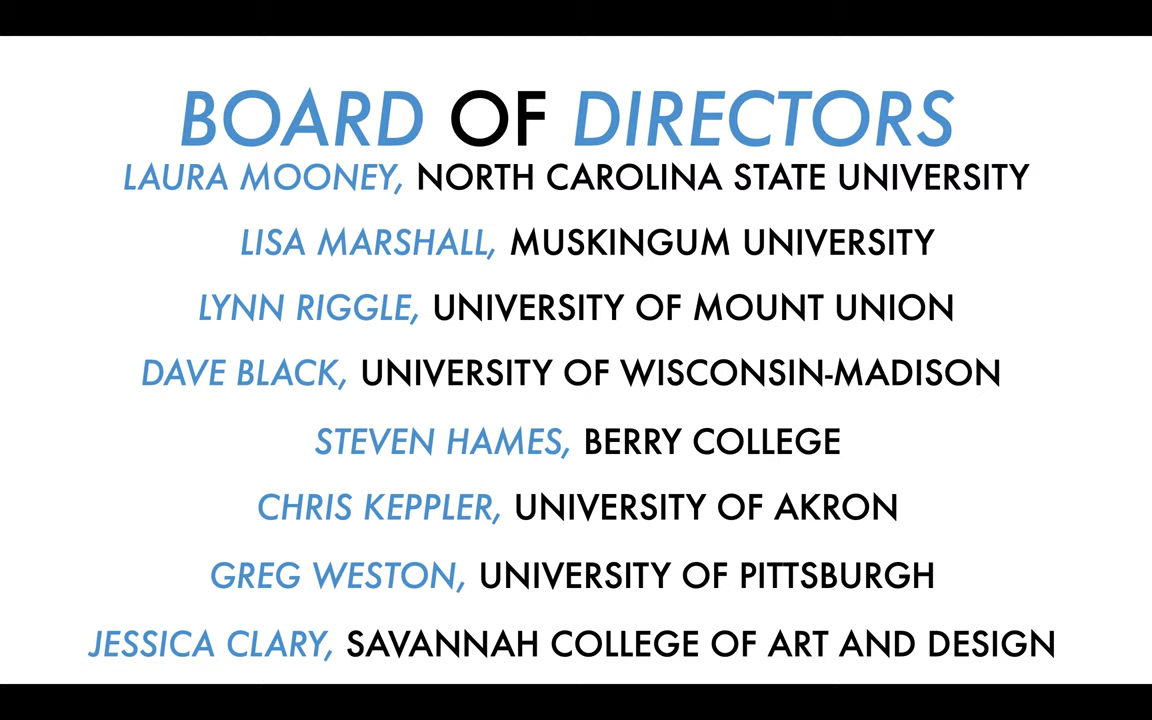 BOARD OF DIRECTORS
LAURA MOONEY, NORTH CAROLINA STATE UNIVERSITY
LISA MARSHALL, MUSKINGUM UNIVERSITY
LYNN RIGGLE, UNIVERSITY OF MOUNT UNION
DAVE BLACK, UNIVERSITY OF WISCONSIN-MADISON
STEVEN HAMES, BERRY COLLEGE
CHRIS KEPPLER, UNIVERSITY OF AKRON
GREG WESTON, UNIVERSITY OF PITTSBURGH
JESSICA CLARY, SAVANNAH COLLEGE OF ART AND DESIGN